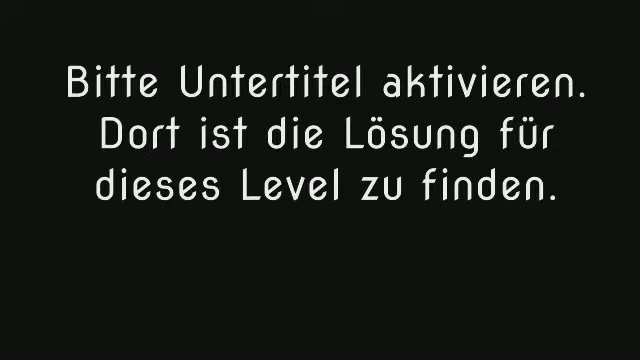 Bitte Untertitel aktivieren.
Dort ist die Lösung für
dieses Level zu finden.